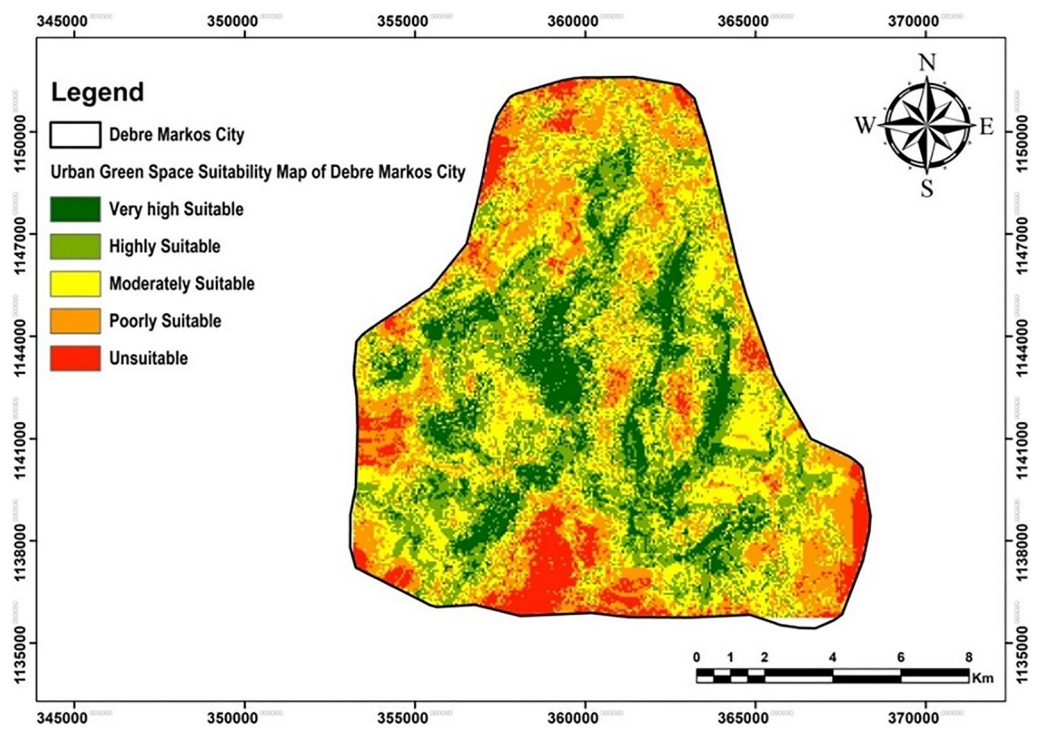 345000 350000 355000 360000 365000 370000
N
W E
S
Legend
Debre Markos City
Urban Green Space Suitability Map of Debre Markos City
Very high Suitable
Highly Suitable
Moderately Suitable
Poorly Suitable
Unsuitable
1150000
1147000
1144000
1141000
1138000
1135000
1150000
1147000
1144000
1141000
1138000
1135000
0 1 2 4 6 8
Km
345000 350000 355000 360000 365000 370000